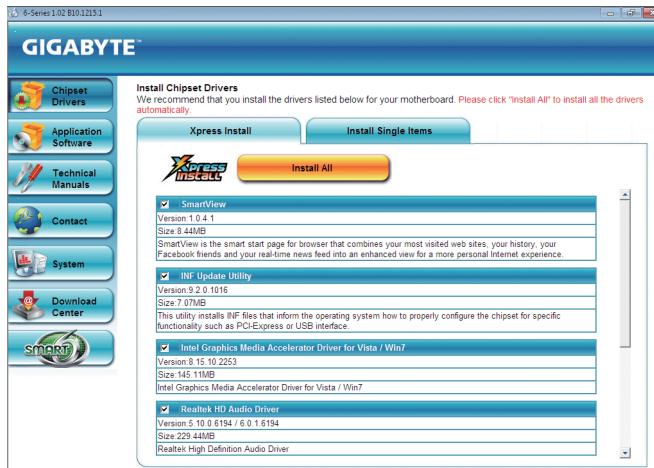 6-Series 1.02 B10.1215.1
GIGABYTE™
Chipset
Drivers
Application
Software
Technical
Manuals
Contact
System
Download
Center
SMART
Install Chipset Drivers
We recommend that you install the drivers listed below for your motherboard. Please click "Install All" to install all the drivers
automatically.
Xpress Install
Install Single Items
Xpress
Install
Install All
SmartView
Version:1.0.4.1
Size:8.44MB
SmartView is the smart start page for browser that combines your most visited web sites, your history, your
Facebook friends and your real-time news feed into an enhanced view for a more personal Internet experience.
INF Update Utility
Version:9.2.0.1016
Size:7.07MB
This utility installs INF files that inform the operating system how to properly configure the chipset for specific
functionality such as PCI-Express or USB interface.
Intel Graphics Media Accelerator Driver for Vista / Win7
Version:8.15.10.2253
Size:145.11MB
Intel Graphics Media Accelerator Driver for Vista / Win7
Realtek HD Audio Driver
Version:5.10.0.6194 / 6.0.1.6194
Size:229.44MB
Realtek High Definition Audio Driver